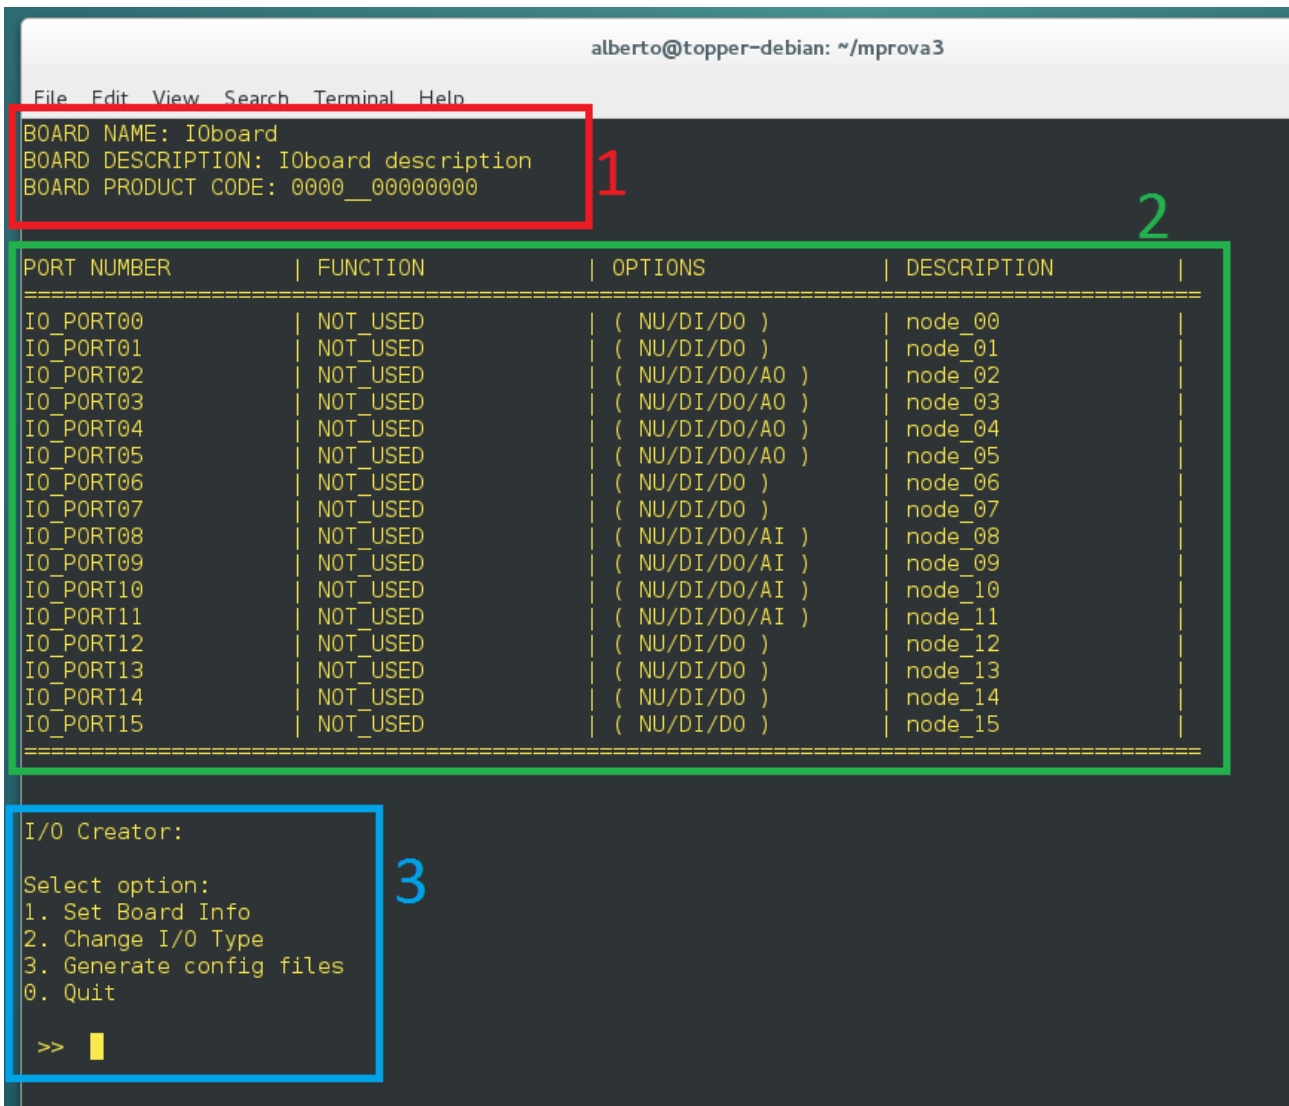 alberto@topper-debian: ~/mprova3
File Edit View Search Terminal Help
BOARD NAME: IOboard
BOARD DESCRIPTION: IOboard description
BOARD PRODUCT CODE: 0000__00000000
1
2
PORT NUMBER | FUNCTION | OPTIONS | DESCRIPTION |
========================================================================================
IO_PORT00 | NOT_USED | ( NU/DI/DO ) | node_00 |
IO_PORT01 | NOT_USED | ( NU/DI/DO ) | node_01 |
IO_PORT02 | NOT_USED | ( NU/DI/DO/AO ) | node_02 |
IO_PORT03 | NOT_USED | ( NU/DI/DO/AO ) | node_03 |
IO_PORT04 | NOT_USED | ( NU/DI/DO/AO ) | node_04 |
IO_PORT05 | NOT_USED | ( NU/DI/DO/AO ) | node_05 |
IO_PORT06 | NOT_USED | ( NU/DI/DO ) | node_06 |
IO_PORT07 | NOT_USED | ( NU/DI/DO ) | node_07 |
IO_PORT08 | NOT_USED | ( NU/DI/DO/AI ) | node_08 |
IO_PORT09 | NOT_USED | ( NU/DI/DO/AI ) | node_09 |
IO_PORT10 | NOT_USED | ( NU/DI/DO/AI ) | node_10 |
IO_PORT11 | NOT_USED | ( NU/DI/DO/AI ) | node_11 |
IO_PORT12 | NOT_USED | ( NU/DI/DO ) | node_12 |
IO_PORT13 | NOT_USED | ( NU/DI/DO ) | node_13 |
IO_PORT14 | NOT_USED | ( NU/DI/DO ) | node_14 |
IO_PORT15 | NOT_USED | ( NU/DI/DO ) | node_15 |
========================================================================================
I/O Creator:
3
Select option:
1. Set Board Info
2. Change I/O Type
3. Generate config files
0. Quit
>>